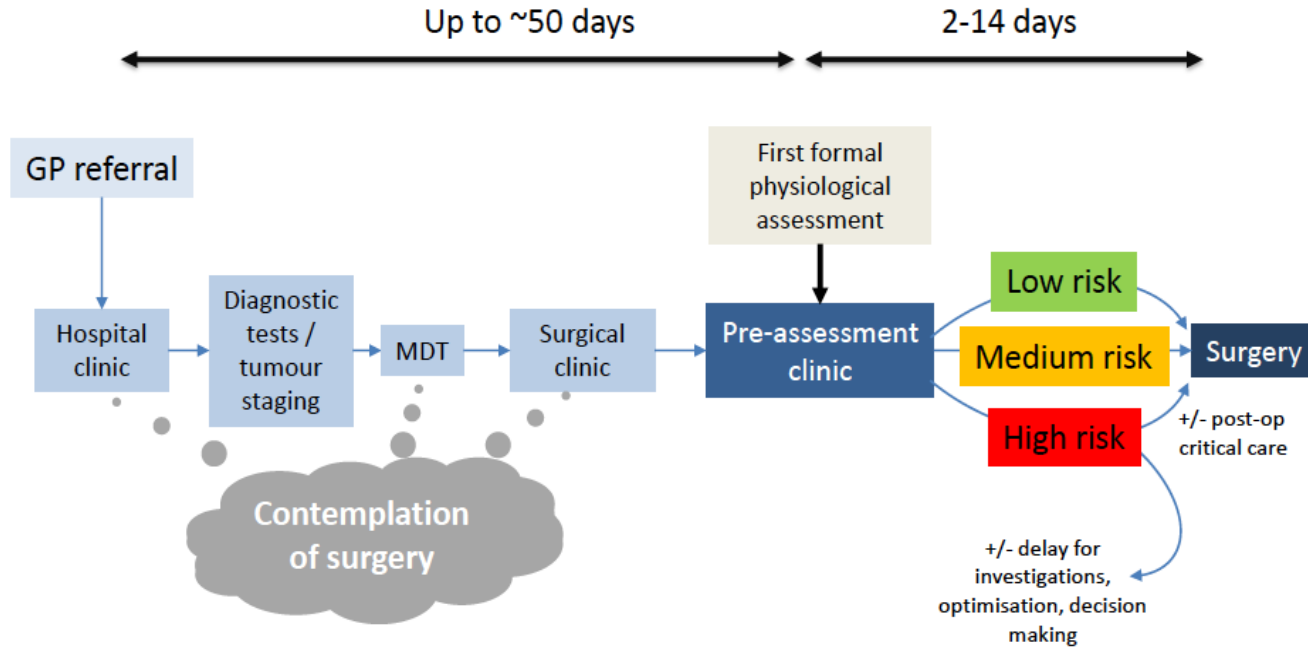 Up to ~50 days
2-14 days
GP referral
First formal
physiological
assessment
Hospital
clinic
Diagnostic
tests /
tumour
staging
MDT
Surgical
clinic
Pre-assessment
clinic
Low risk
Medium risk
High risk
Surgery
+/- post-op
critical care
Contemplation
of surgery
+/- delay for
investigations,
optimisation, decision
making